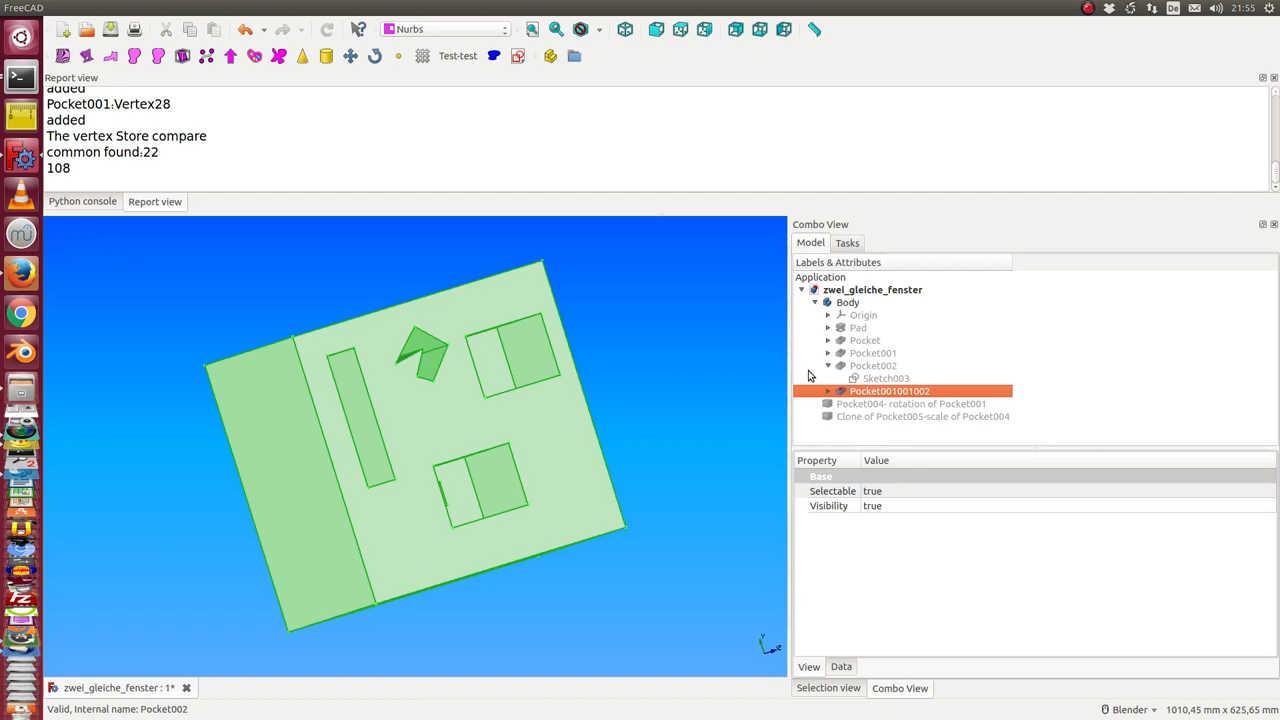 FreeCAD
De
21:55
Nurbs
Test-test
Report view
added
Pocket001:Vertex28
added
The vertex Store compare
common found:22
108
Python console
Report view
Combo View
Model
Tasks
Labels & Attributes
Application
zwei_gleiche_fenster
Body
Origin
Pad
Pocket
Pocket001
Pocket002
Sketch003
Pocket001001002
Pocket004- rotation of Pocket001
Clone of Pocket005-scale of Pocket004
Property Value
Base
Selectable true
Visibility true
Y
View
Data
zwei_gleiche_fenster : 1*
Selection view
Combo View
Valid, Internal name: Pocket002
Blender
1010,45 mm x 625,65 mm